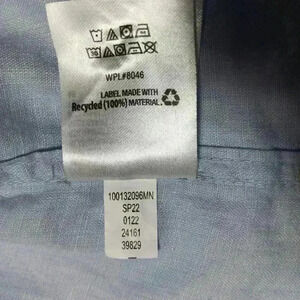 WPL#8046
LABEL MADE WITH
Recycled (100%) MATERIAL.
100132096MN
SP22
0122
24161
39829